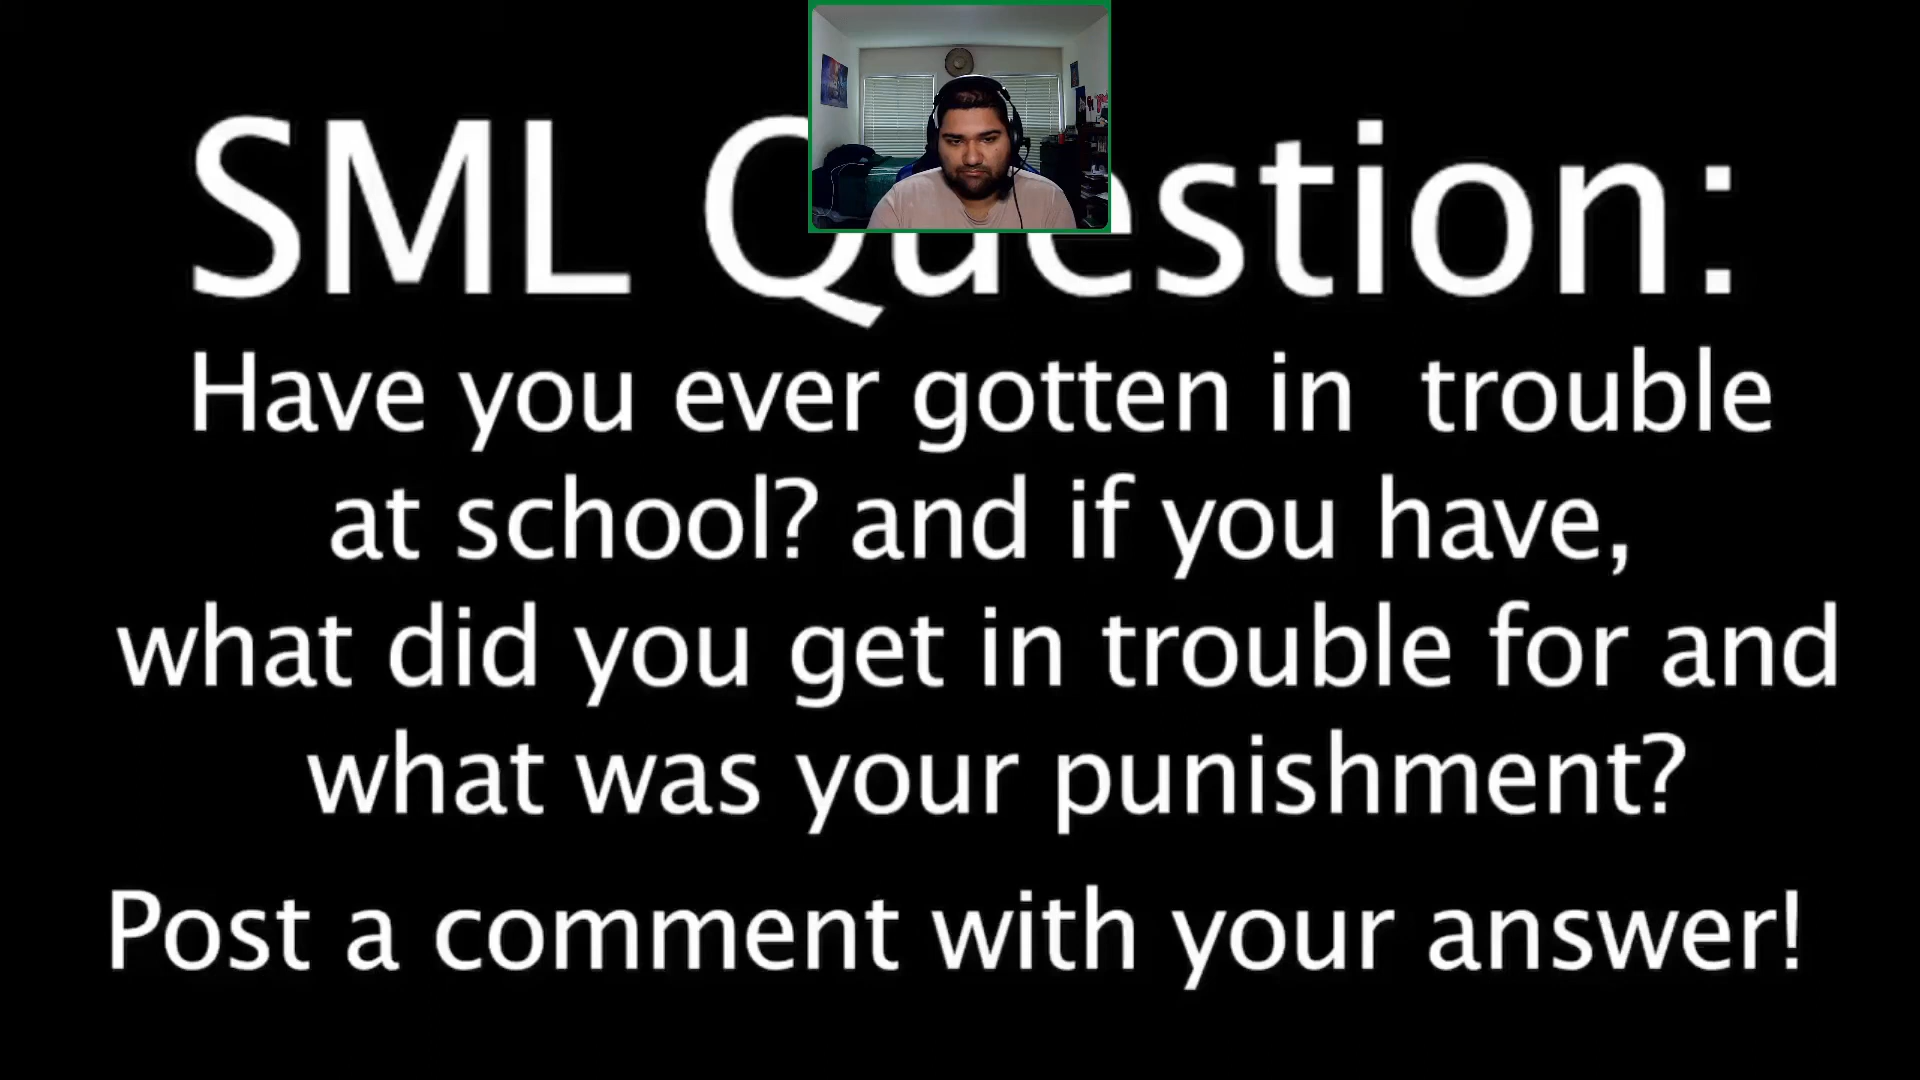 SML Question:
Have you ever gotten in trouble
at school? and if you have,
what did you get in trouble for and
what was your punishment?
Post a comment with your answer!